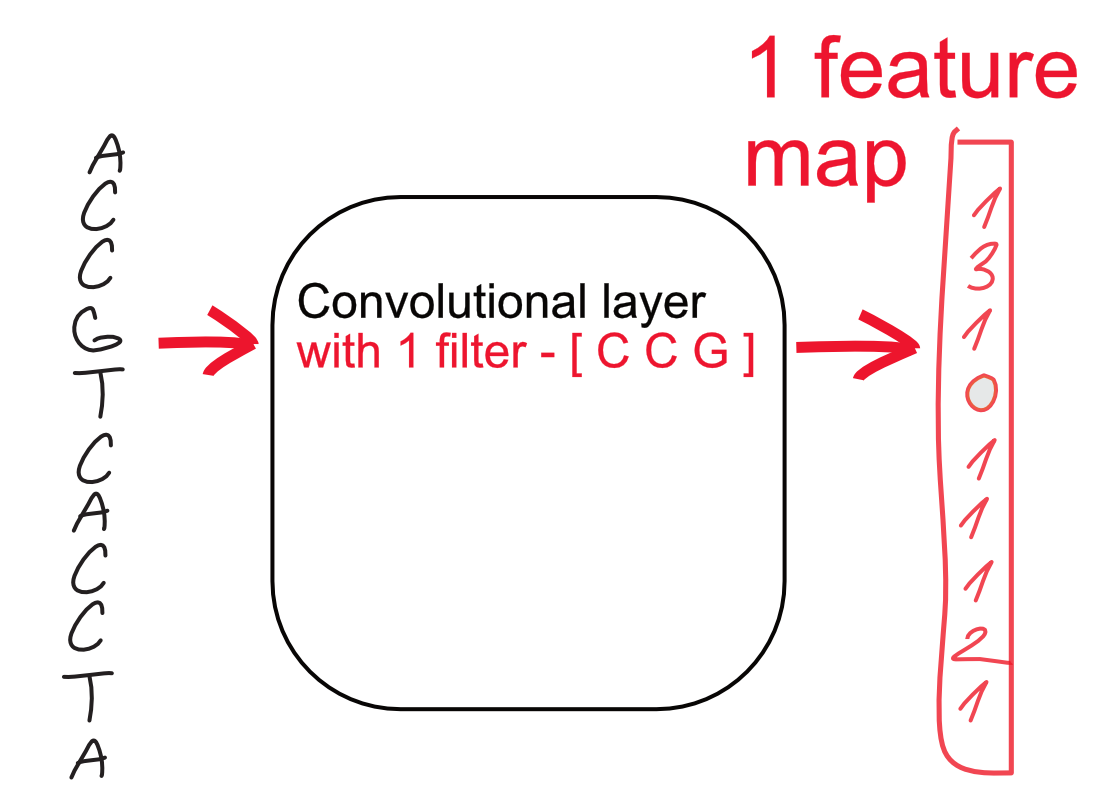 1 feature
map
A
C
C
G
T
C
A
C
C
T
A
Convolutional layer
with 1 filter - [ C C G ]
1
3
1
0
1
1
1
2
1